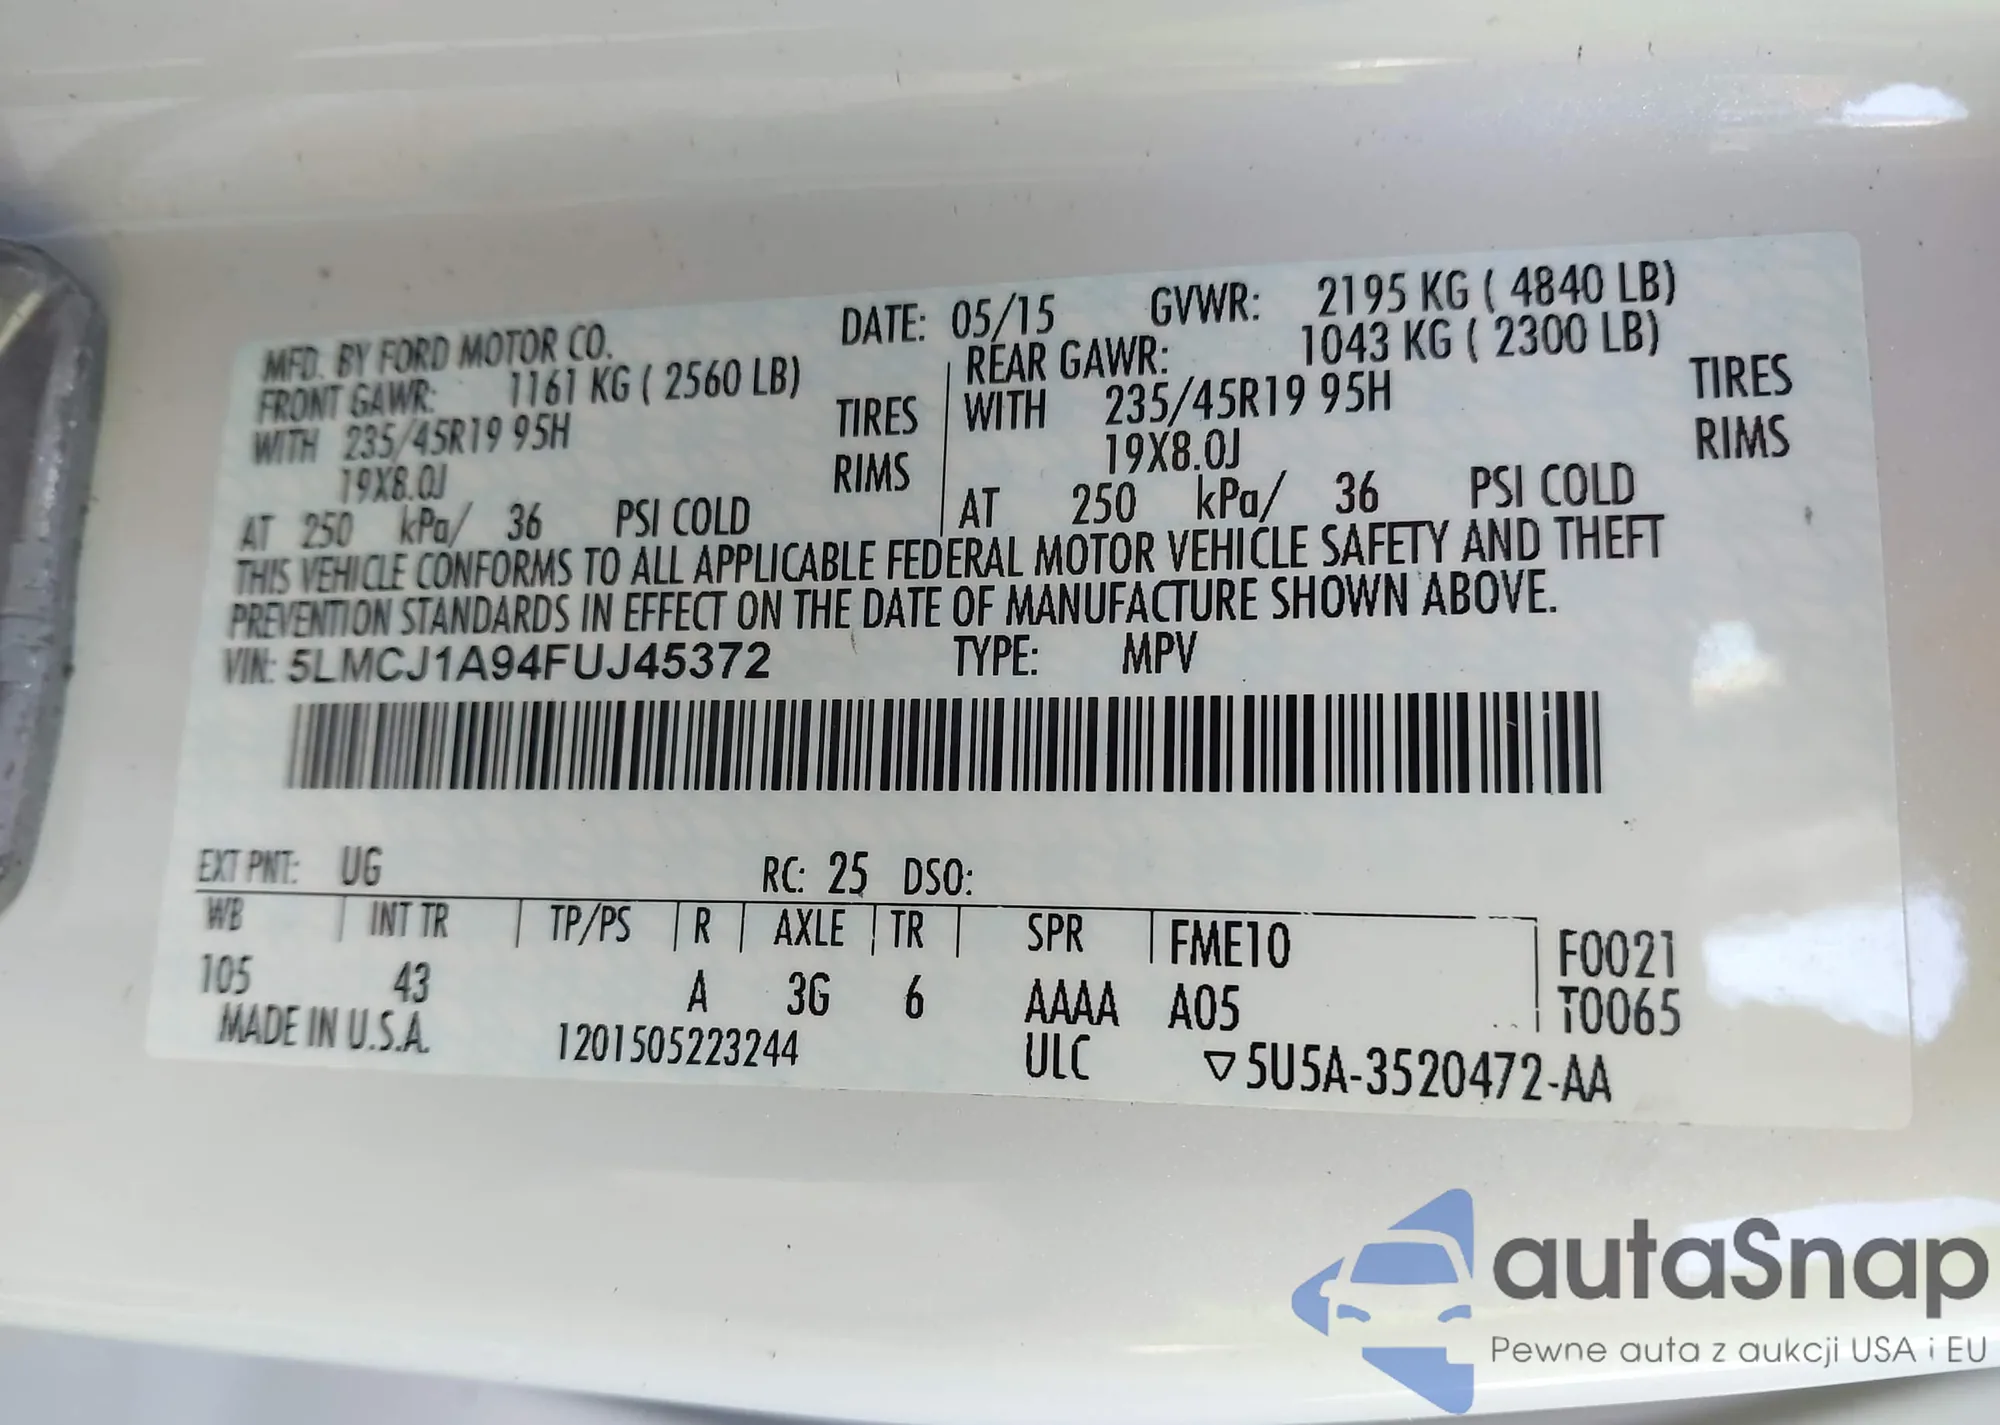 MFD. BY FORD MOTOR CO. DATE: 05/15 GVWR: 2195 KG ( 4840 LB)
FRONT GAWR: 1161 KG ( 2560 LB) REAR GAWR: 1043 KG ( 2300 LB)
WITH 235/45R19 95H TIRES WITH 235/45R19 95H TIRES
19X8.0J RIMS 19X8.0J RIMS
AT 250 kPa/ 36 PSI COLD AT 250 kPa/ 36 PSI COLD
THIS VEHICLE CONFORMS TO ALL APPLICABLE FEDERAL MOTOR VEHICLE SAFETY AND THEFT
PREVENTION STANDARDS IN EFFECT ON THE DATE OF MANUFACTURE SHOWN ABOVE.
VIN: 5LMCJ1A94FUJ45372 TYPE: MPV
EXT PNT: UG RC: 25 DSO:
WB INT TR TP/PS R AXLE TR SPR FME10 F0021
105 43 A 3G 6 AAAA A05 T0065
MADE IN U.S.A. 1201505223244 ULC ▽5U5A-3520472-AA
autaSnap
Pewne auta z aukcji USA i EU